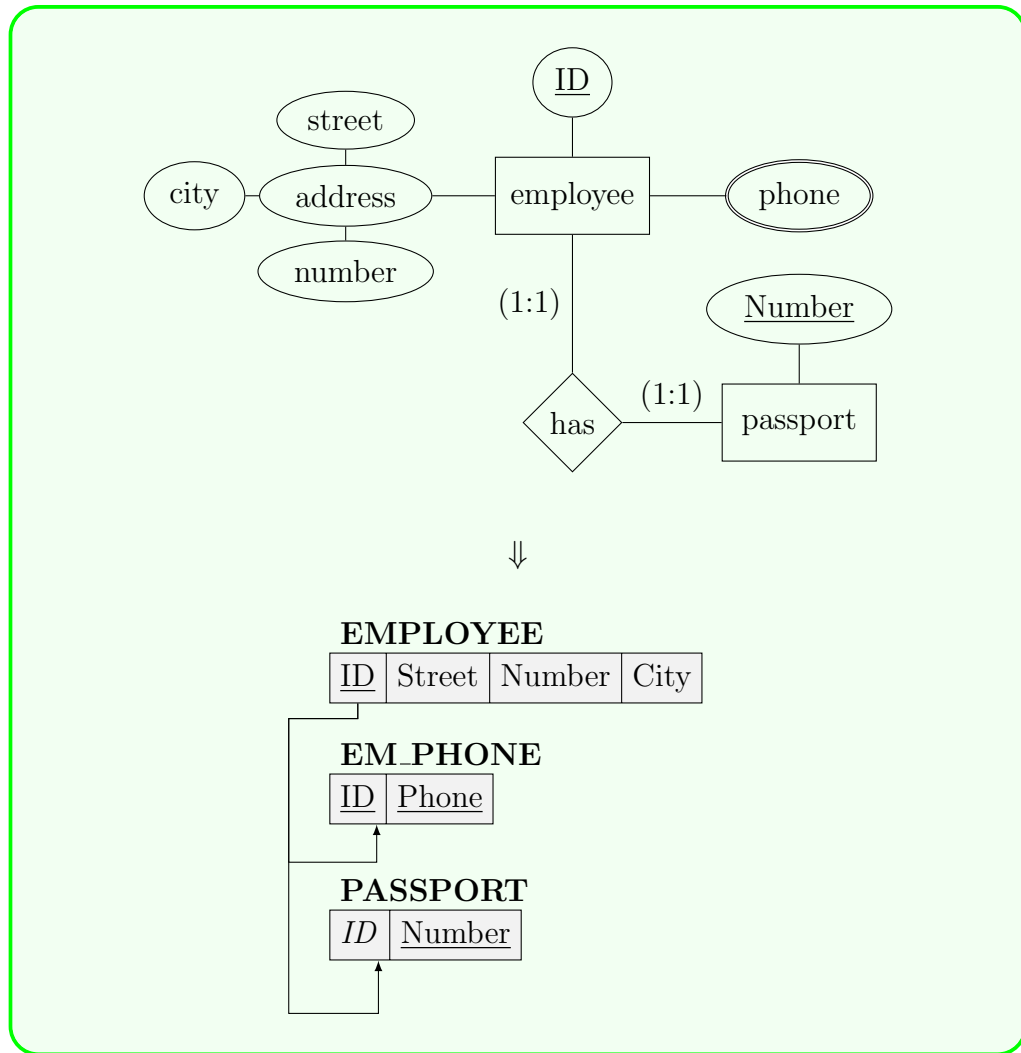 ID
street
city address employee phone
number
(1:1) Number
has (1:1) passport
⇓
EMPLOYEE
ID Street Number City
EM_PHONE
ID Phone
PASSPORT
ID Number